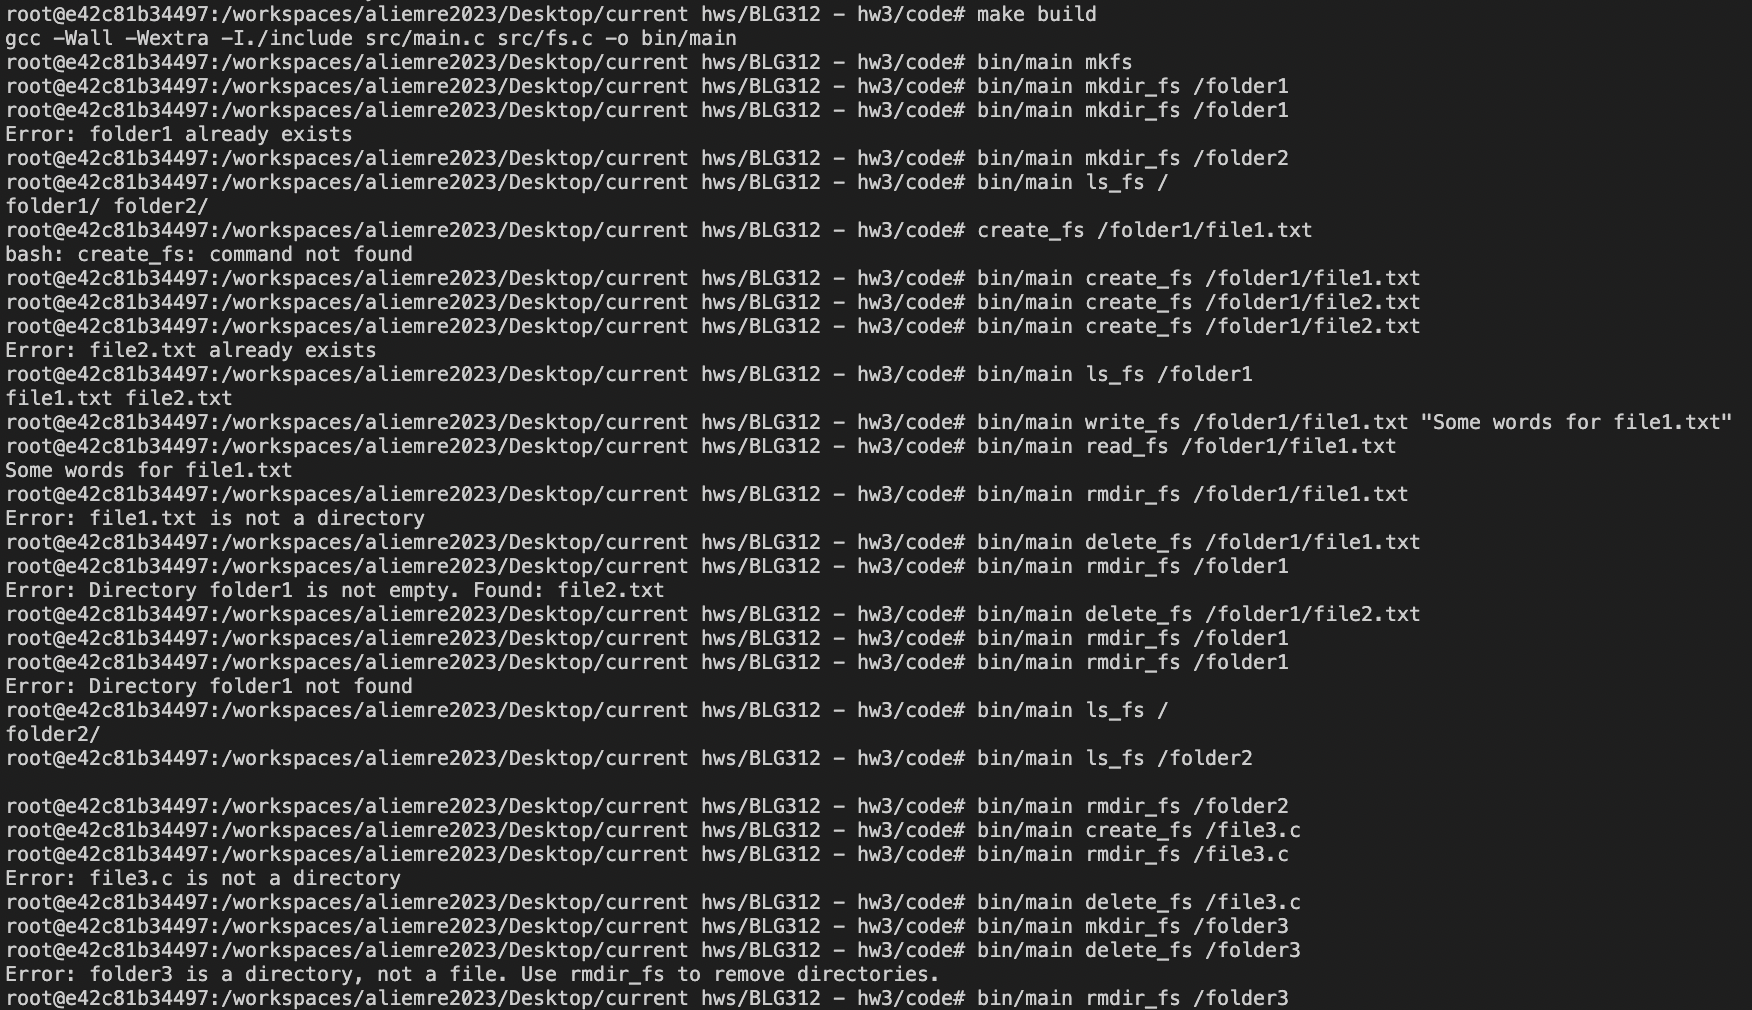 root@e42c81b34497:/workspaces/aliemre2023/Desktop/current hws/BLG312 - hw3/code# make build
gcc -Wall -Wextra -I./include src/main.c src/fs.c -o bin/main
root@e42c81b34497:/workspaces/aliemre2023/Desktop/current hws/BLG312 - hw3/code# bin/main mkfs
root@e42c81b34497:/workspaces/aliemre2023/Desktop/current hws/BLG312 - hw3/code# bin/main mkdir_fs /folder1
root@e42c81b34497:/workspaces/aliemre2023/Desktop/current hws/BLG312 - hw3/code# bin/main mkdir_fs /folder1
Error: folder1 already exists
root@e42c81b34497:/workspaces/aliemre2023/Desktop/current hws/BLG312 - hw3/code# bin/main mkdir_fs /folder2
root@e42c81b34497:/workspaces/aliemre2023/Desktop/current hws/BLG312 - hw3/code# bin/main ls_fs /
folder1/ folder2/
root@e42c81b34497:/workspaces/aliemre2023/Desktop/current hws/BLG312 - hw3/code# create_fs /folder1/file1.txt
bash: create_fs: command not found
root@e42c81b34497:/workspaces/aliemre2023/Desktop/current hws/BLG312 - hw3/code# bin/main create_fs /folder1/file1.txt
root@e42c81b34497:/workspaces/aliemre2023/Desktop/current hws/BLG312 - hw3/code# bin/main create_fs /folder1/file2.txt
root@e42c81b34497:/workspaces/aliemre2023/Desktop/current hws/BLG312 - hw3/code# bin/main create_fs /folder1/file2.txt
Error: file2.txt already exists
root@e42c81b34497:/workspaces/aliemre2023/Desktop/current hws/BLG312 - hw3/code# bin/main ls_fs /folder1
file1.txt file2.txt
root@e42c81b34497:/workspaces/aliemre2023/Desktop/current hws/BLG312 - hw3/code# bin/main write_fs /folder1/file1.txt "Some words for file1.txt"
root@e42c81b34497:/workspaces/aliemre2023/Desktop/current hws/BLG312 - hw3/code# bin/main read_fs /folder1/file1.txt
Some words for file1.txt
root@e42c81b34497:/workspaces/aliemre2023/Desktop/current hws/BLG312 - hw3/code# bin/main rmdir_fs /folder1/file1.txt
Error: file1.txt is not a directory
root@e42c81b34497:/workspaces/aliemre2023/Desktop/current hws/BLG312 - hw3/code# bin/main delete_fs /folder1/file1.txt
root@e42c81b34497:/workspaces/aliemre2023/Desktop/current hws/BLG312 - hw3/code# bin/main rmdir_fs /folder1
Error: Directory folder1 is not empty. Found: file2.txt
root@e42c81b34497:/workspaces/aliemre2023/Desktop/current hws/BLG312 - hw3/code# bin/main delete_fs /folder1/file2.txt
root@e42c81b34497:/workspaces/aliemre2023/Desktop/current hws/BLG312 - hw3/code# bin/main rmdir_fs /folder1
root@e42c81b34497:/workspaces/aliemre2023/Desktop/current hws/BLG312 - hw3/code# bin/main rmdir_fs /folder1
Error: Directory folder1 not found
root@e42c81b34497:/workspaces/aliemre2023/Desktop/current hws/BLG312 - hw3/code# bin/main ls_fs /
folder2/
root@e42c81b34497:/workspaces/aliemre2023/Desktop/current hws/BLG312 - hw3/code# bin/main ls_fs /folder2

root@e42c81b34497:/workspaces/aliemre2023/Desktop/current hws/BLG312 - hw3/code# bin/main rmdir_fs /folder2
root@e42c81b34497:/workspaces/aliemre2023/Desktop/current hws/BLG312 - hw3/code# bin/main create_fs /file3.c
root@e42c81b34497:/workspaces/aliemre2023/Desktop/current hws/BLG312 - hw3/code# bin/main rmdir_fs /file3.c
Error: file3.c is not a directory
root@e42c81b34497:/workspaces/aliemre2023/Desktop/current hws/BLG312 - hw3/code# bin/main delete_fs /file3.c
root@e42c81b34497:/workspaces/aliemre2023/Desktop/current hws/BLG312 - hw3/code# bin/main mkdir_fs /folder3
root@e42c81b34497:/workspaces/aliemre2023/Desktop/current hws/BLG312 - hw3/code# bin/main delete_fs /folder3
Error: folder3 is a directory, not a file. Use rmdir_fs to remove directories.
root@e42c81b34497:/workspaces/aliemre2023/Desktop/current hws/BLG312 - hw3/code# bin/main rmdir_fs /folder3